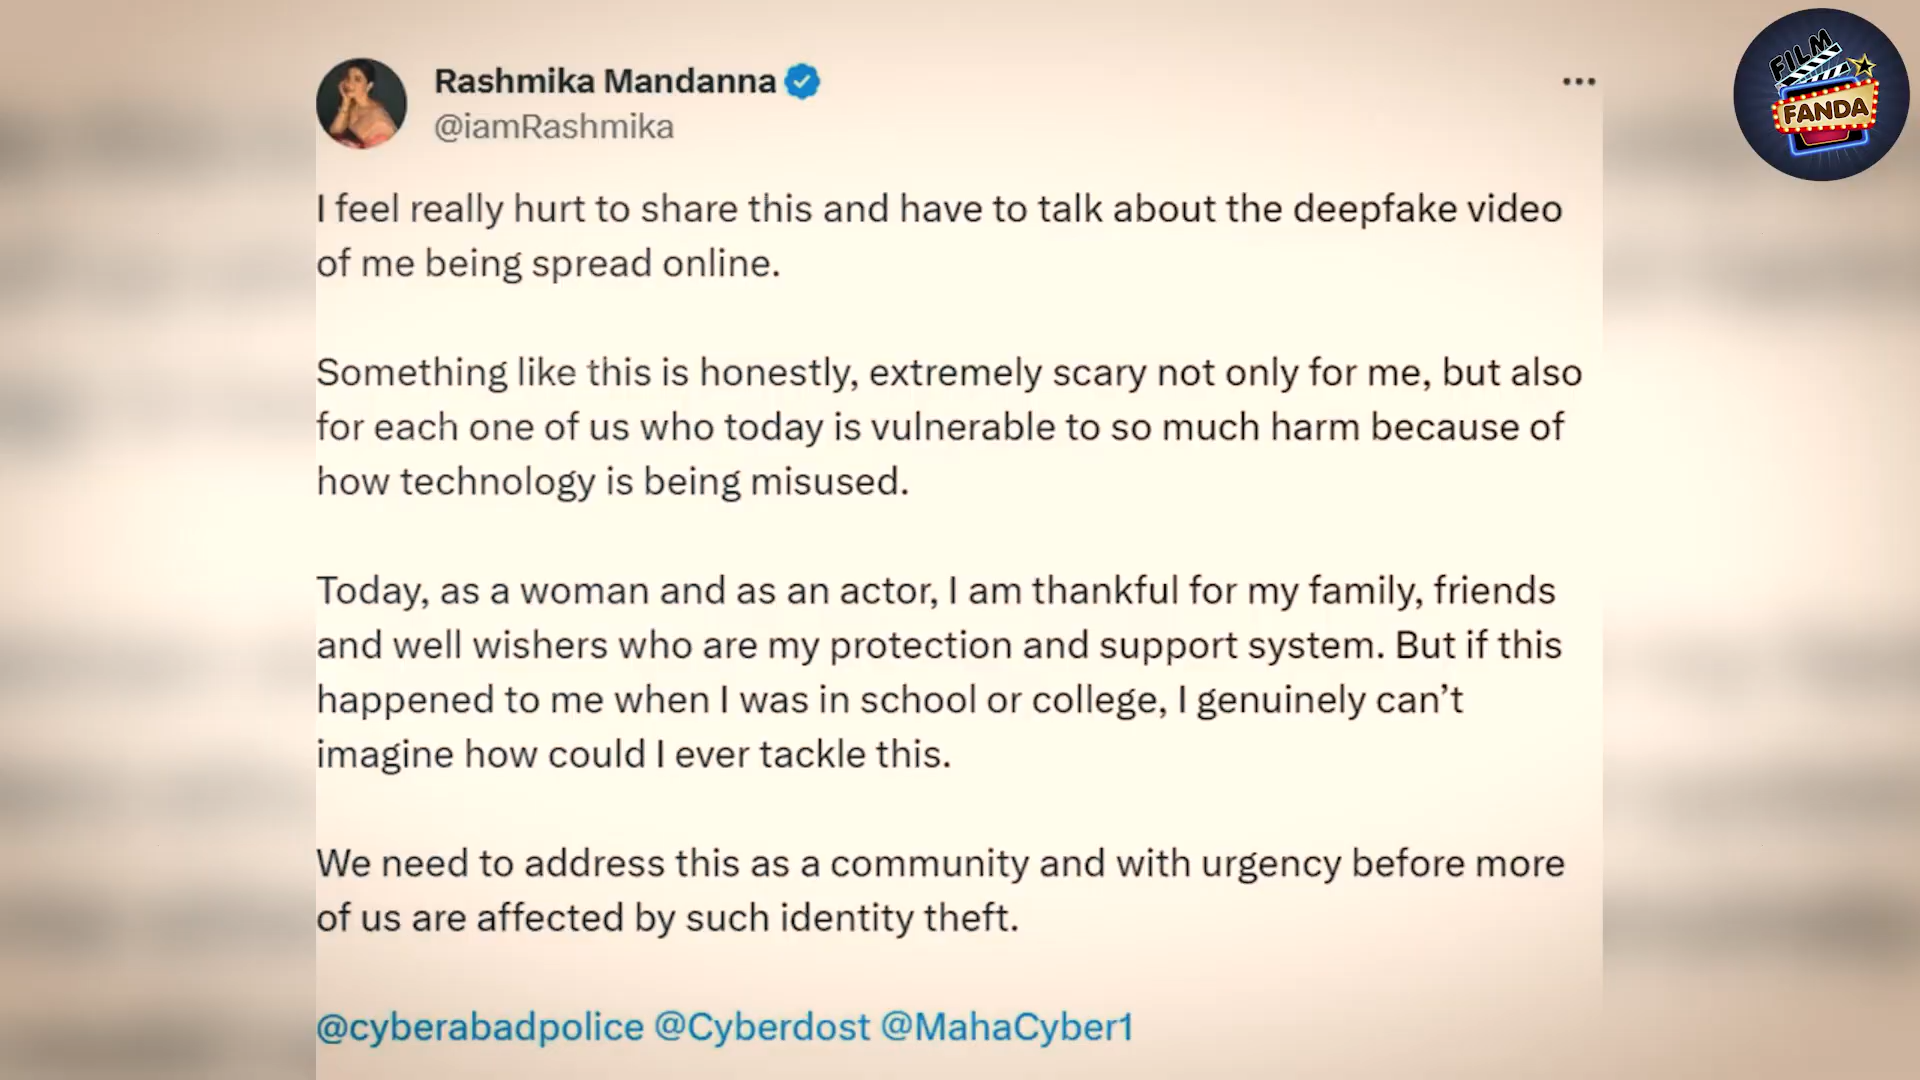 Rashmika Mandanna
@iamRashmika
I feel really hurt to share this and have to talk about the deepfake video
of me being spread online.
Something like this is honestly, extremely scary not only for me, but also
for each one of us who today is vulnerable to so much harm because of
how technology is being misused.
Today, as a woman and as an actor, I am thankful for my family, friends
and well wishers who are my protection and support system. But if this
happened to me when I was in school or college, I genuinely can’t
imagine how could I ever tackle this.
We need to address this as a community and with urgency before more
of us are affected by such identity theft.
@cyberabadpolice @Cyberdost @MahaCyber1
FILM
FANDA